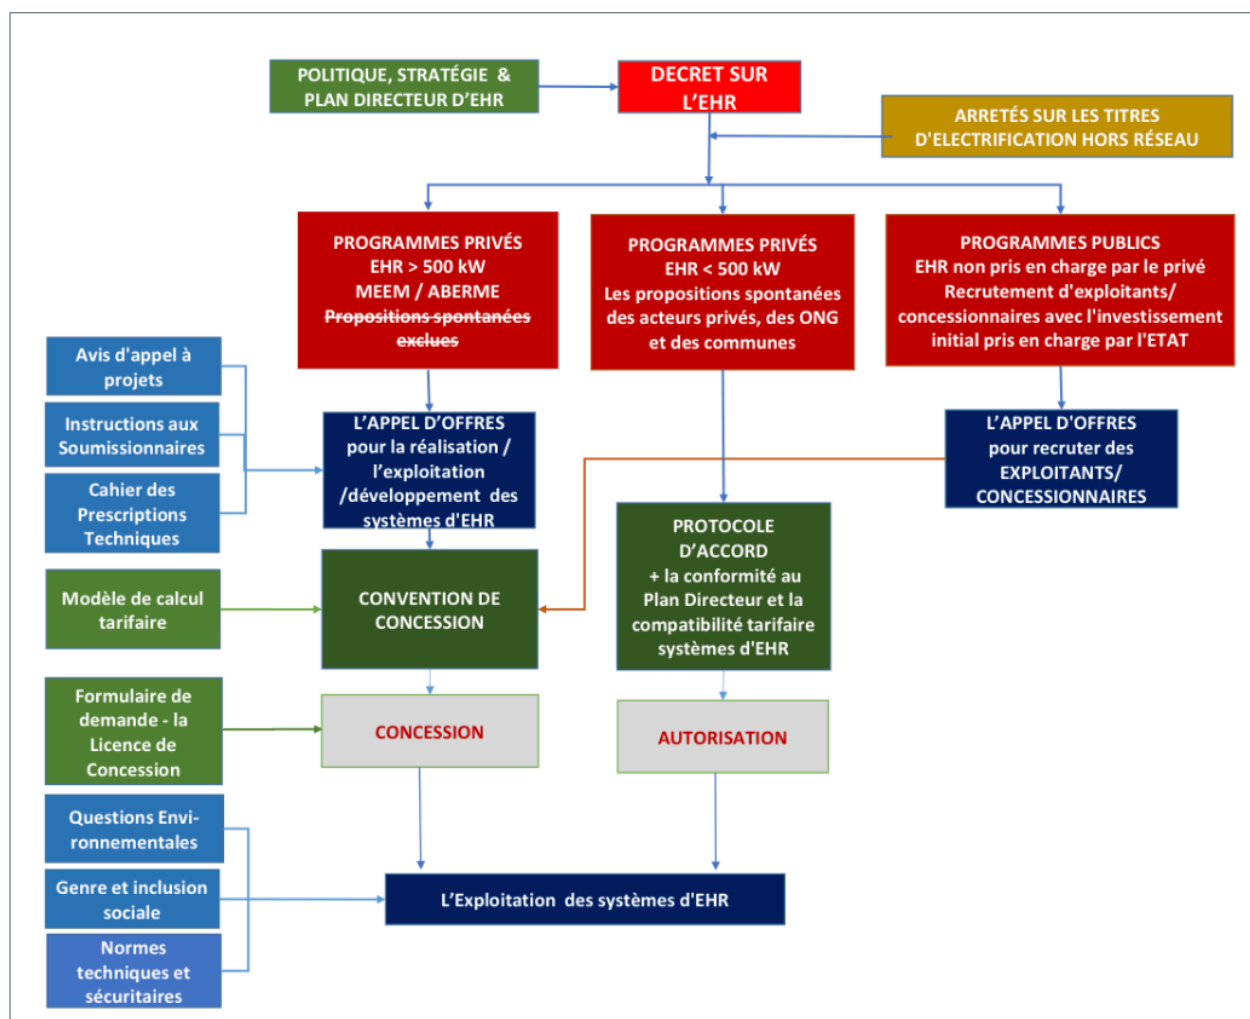 POLITIQUE, STRATÉGIE &
PLAN DIRECTEUR D'EHR
DECRET SUR
L'EHR
ARRETÉS SUR LES TITRES
D'ELECTRIFICATION HORS RÉSEAU
PROGRAMMES PRIVÉS
EHR > 500 kW
MEEM / ABERME
Propositions spontanées
exclues
PROGRAMMES PRIVÉS
EHR < 500 kW
Les propositions spontanées
des acteurs privés, des ONG
et des communes
PROGRAMMES PUBLICS
EHR non pris en charge par le privé
Recrutement d'exploitants/
concessionnaires avec l'investissement
initial pris en charge par l'ETAT
Avis d'appel à
projets
Instructions aux
Soumissionnaires
Cahier des
Prescriptions
Techniques
L'APPEL D'OFFRES
pour la réalisation /
l'exploitation
/développement des
systèmes d'EHR
L'APPEL D'OFFRES
pour recruter des
EXPLOITANTS/
CONCESSIONNAIRES
PROTOCOLE
D'ACCORD
+ la conformité au
Plan Directeur et la
compatibilité tarifaire
systèmes d'EHR
Modèle de calcul
tarifaire
CONVENTION DE
CONCESSION
Formulaire de
demande - la
Licence de
Concession
CONCESSION
AUTORISATION
Questions Envi-
ronnementales
Genre et inclusion
sociale
Normes
techniques et
sécuritaires
L'Exploitation des systèmes d'EHR